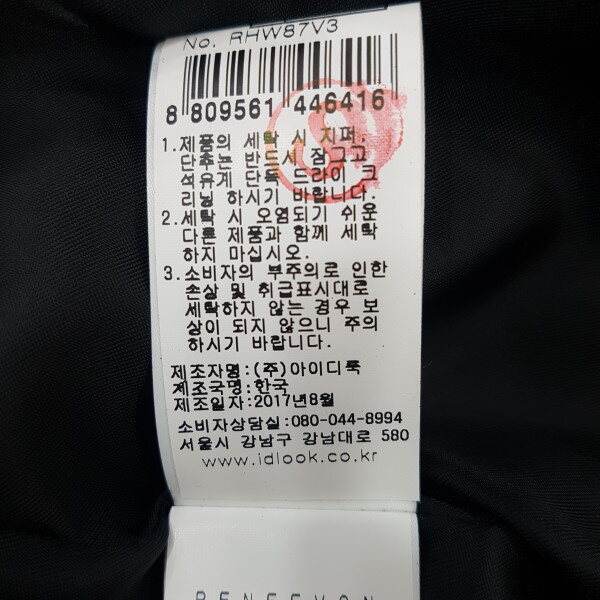 No. RHW87V3
8 809561 446416
1.제품의 세탁 시 지퍼,
단추는 반드시 잠그고
석유계 단독 드라이 크
리닝 하시기 바랍니다.
2.세탁 시 오염되기 쉬운
다른 제품과 함께 세탁
하지 마십시오.
3.소비자의 부주의로 인한
손상 및 취급표시대로
세탁하지 않는 경우 보
상이 되지 않으니 주의
하시기 바랍니다.
제조자명:(주)아이디룩
제조국명:한국
제조일자:2017년8월
소비자상담실:080-044-8994
서울시 강남구 강남대로 580
www.idlook.co.kr